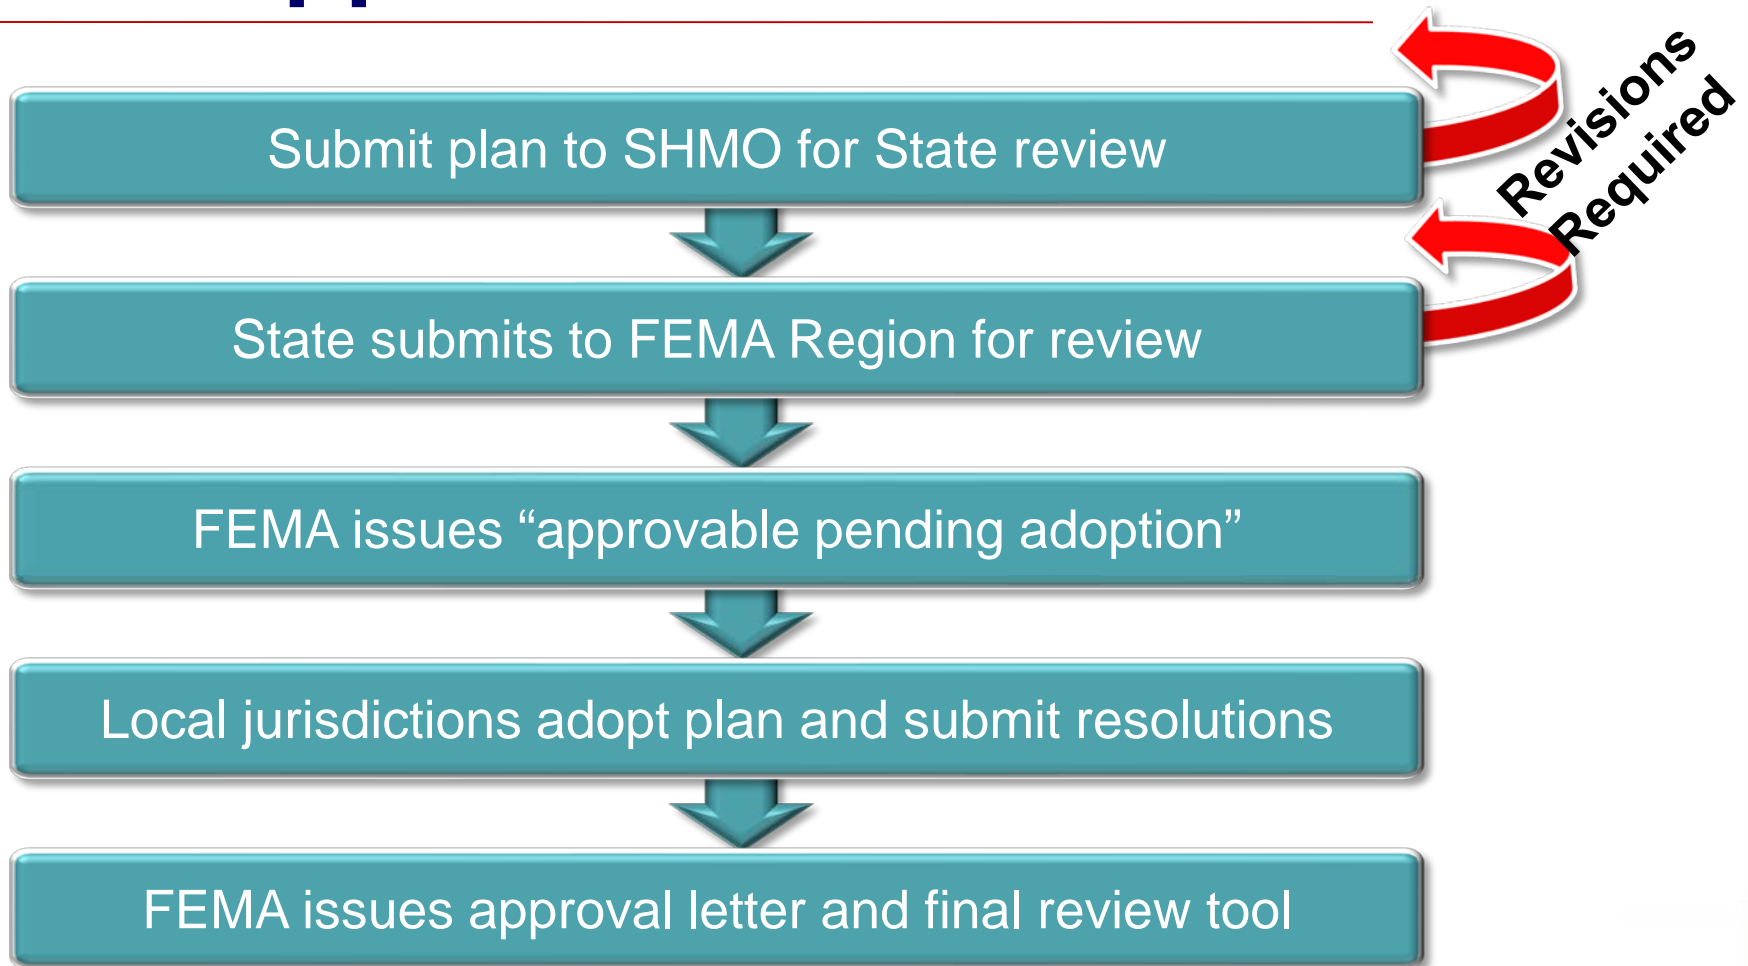 Submit plan to SHMO for State review
Revisions
Required
State submits to FEMA Region for review
FEMA issues “approvable pending adoption”
Local jurisdictions adopt plan and submit resolutions
FEMA issues approval letter and final review tool